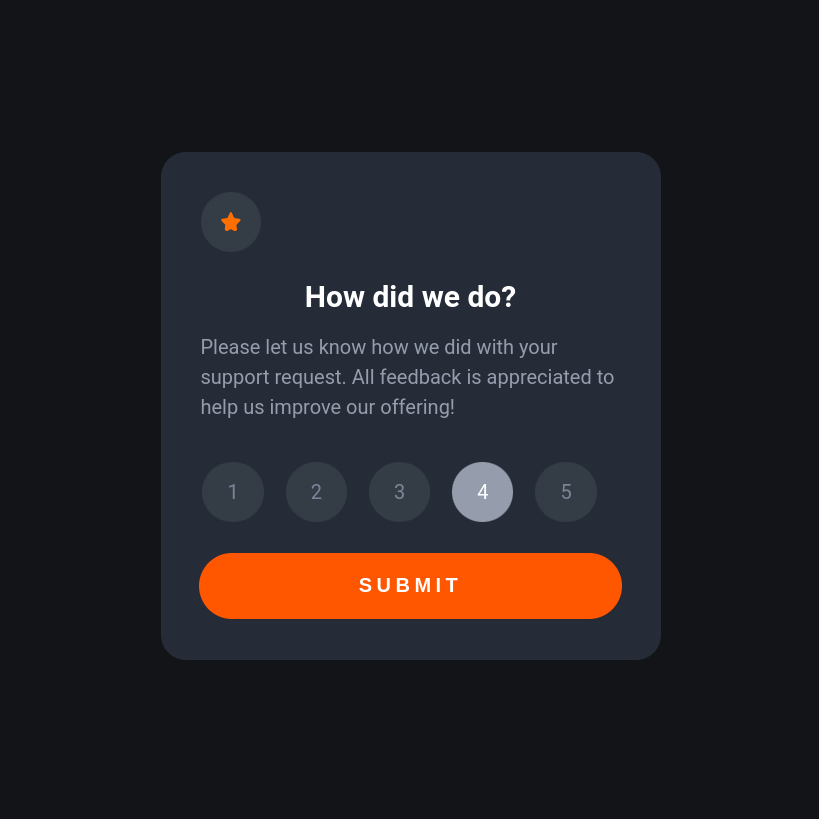 How did we do?
Please let us know how we did with your
support request. All feedback is appreciated to
help us improve our offering!
1 2 3 4 5
SUBMIT